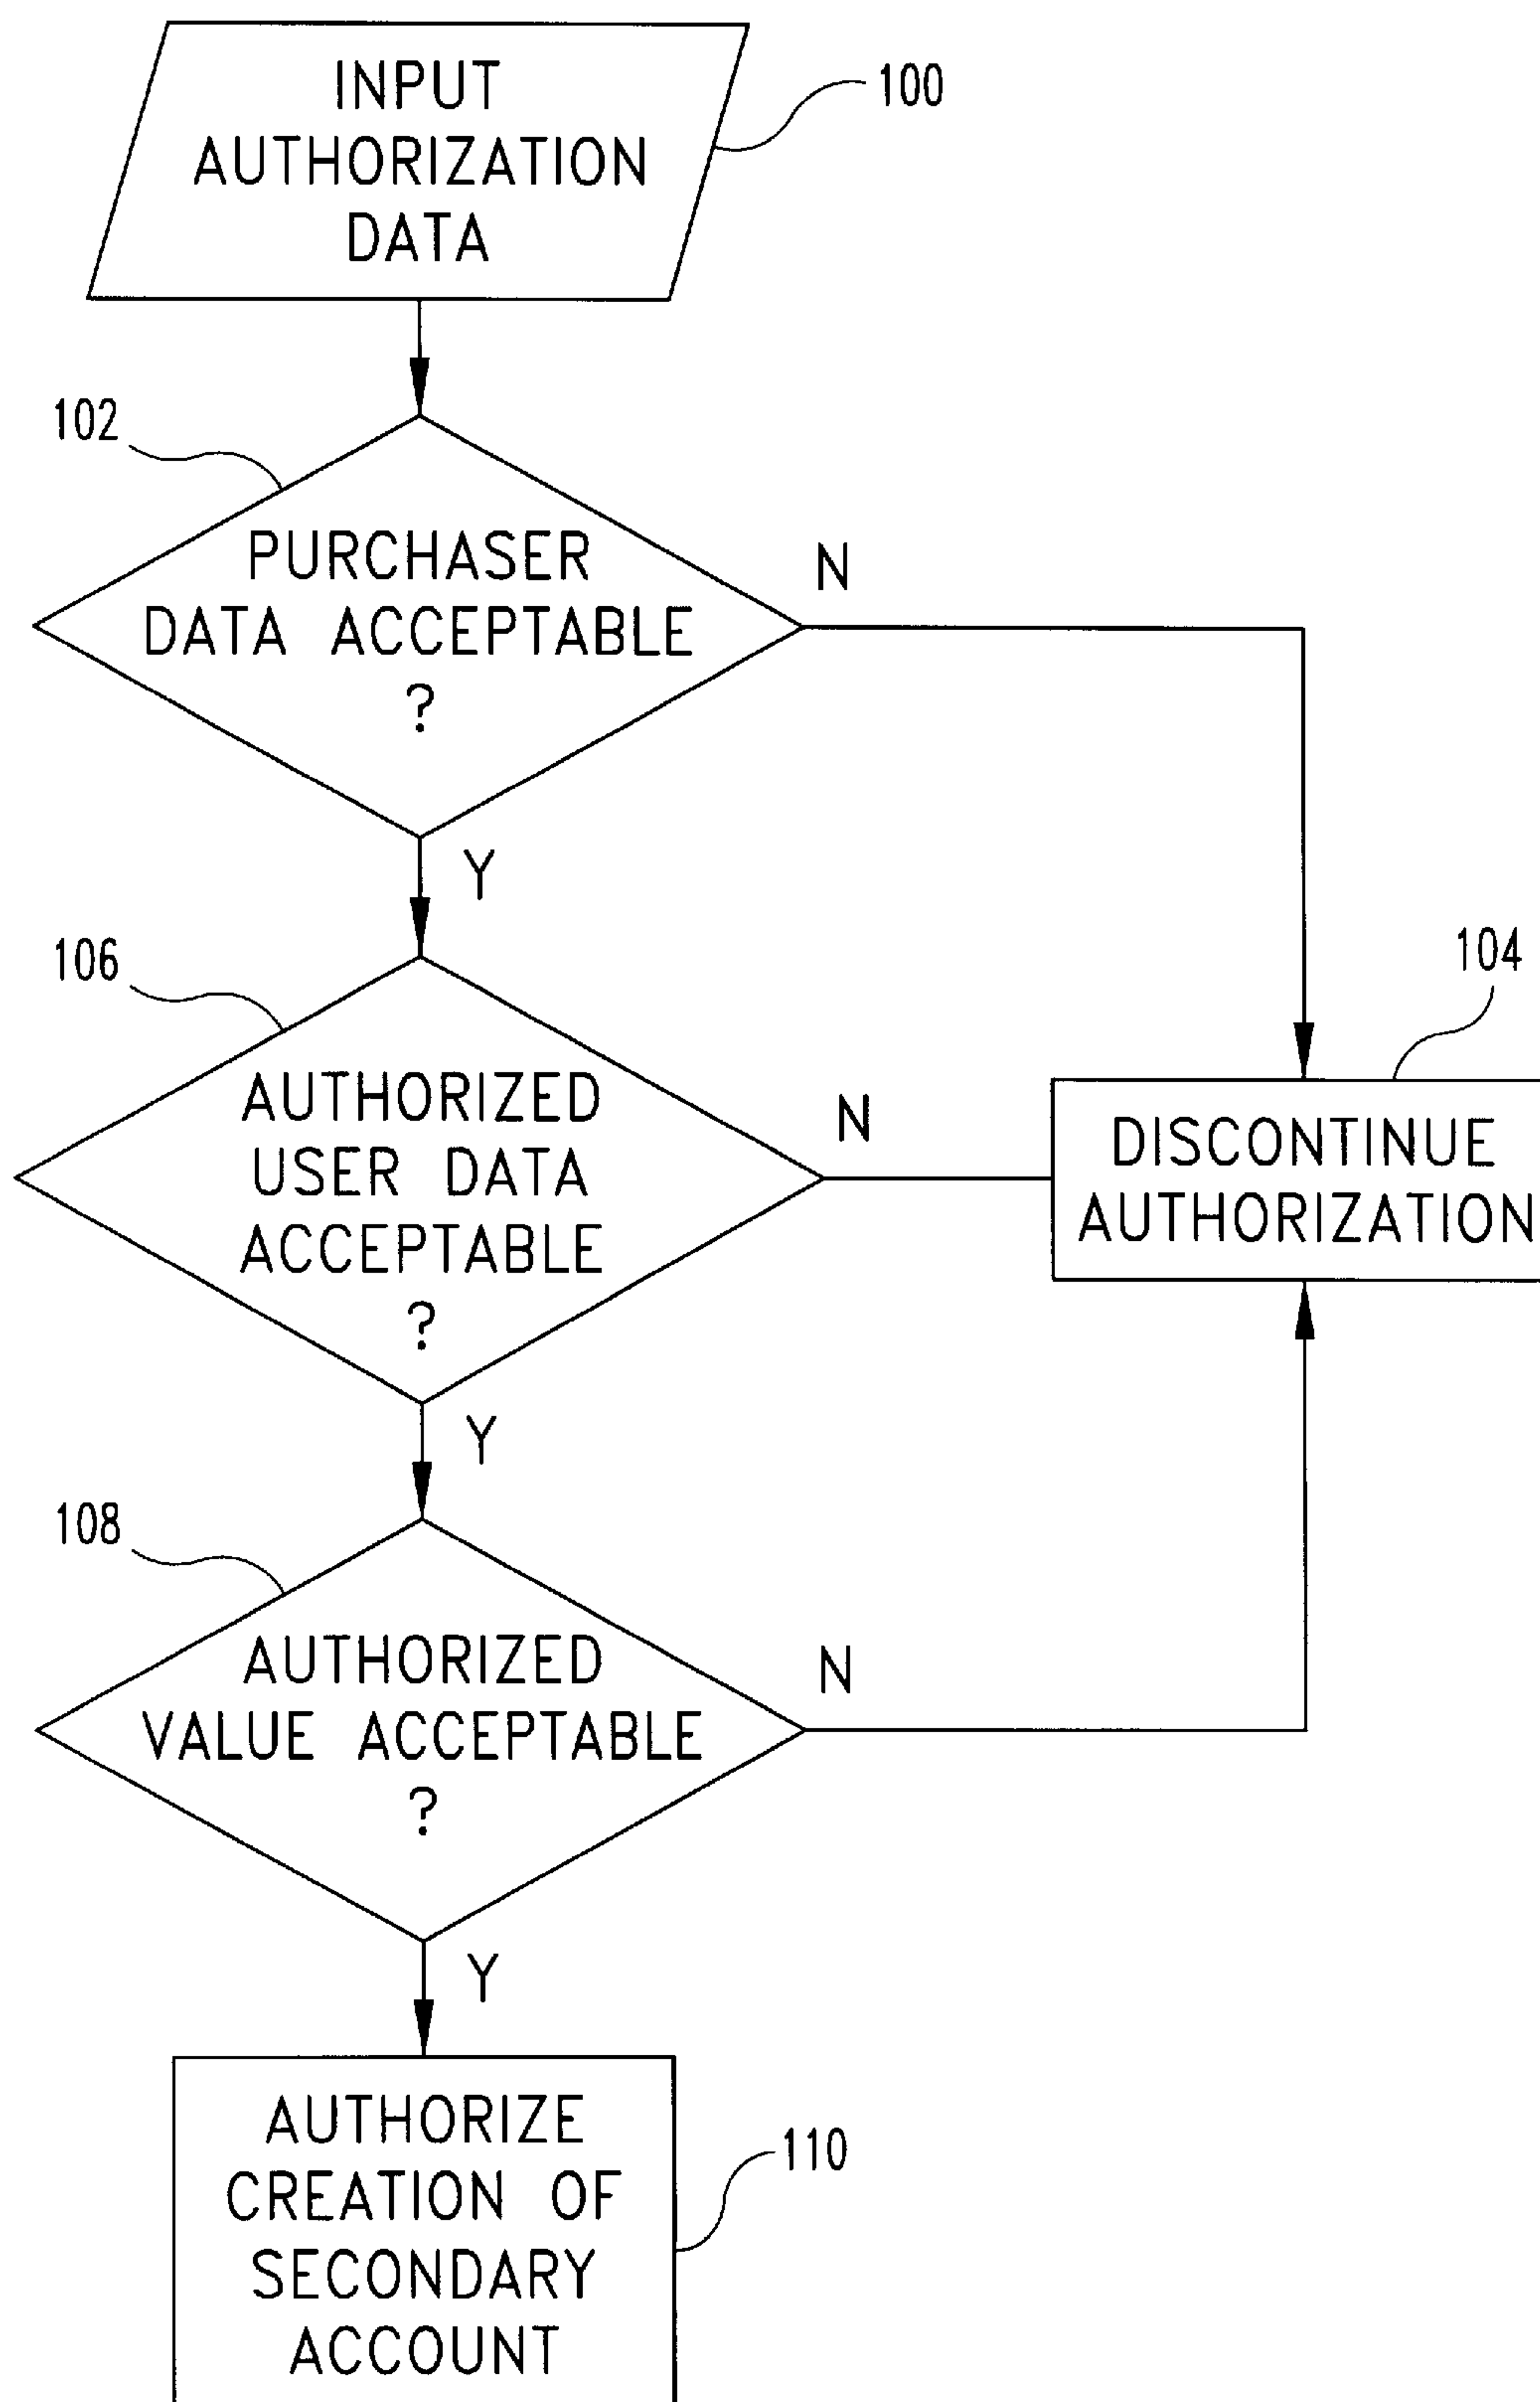 INPUT
AUTHORIZATION
DATA
100
102
PURCHASER
DATA ACCEPTABLE
?
N
Y
106
AUTHORIZED
USER DATA
ACCEPTABLE
?
N
104
DISCONTINUE
AUTHORIZATION
Y
108
AUTHORIZED
VALUE ACCEPTABLE
?
N
Y
AUTHORIZE
CREATION OF
SECONDARY
ACCOUNT
110